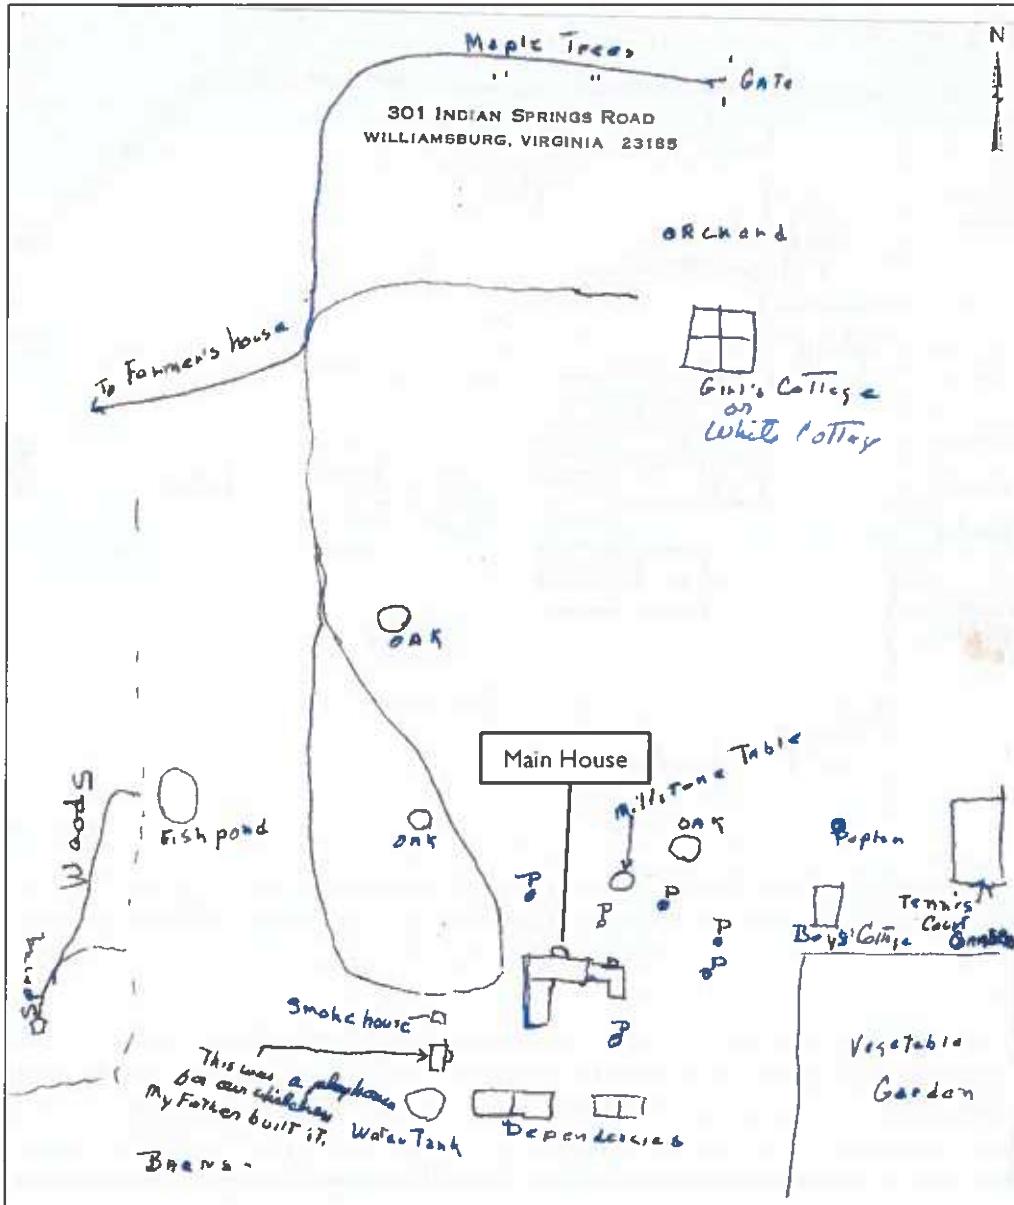 N
Maple Trees
GATE
301 INDIAN SPRINGS ROAD
WILLIAMSBURG, VIRGINIA 23185
ORchard
To Farmer's house
Girl's Cottage
or
White Cottage
OAK
Main House
Millstone Table
OAK
OAK
Woods
Fish pond
P
P
P
P
P
P
Tennis
Court
Boys' Cottage
Spring
Smoke house
Vegetable
Garden
This was a playhouse
for our children
My Father built it.
Water Tank
Dependencies
BARNS-